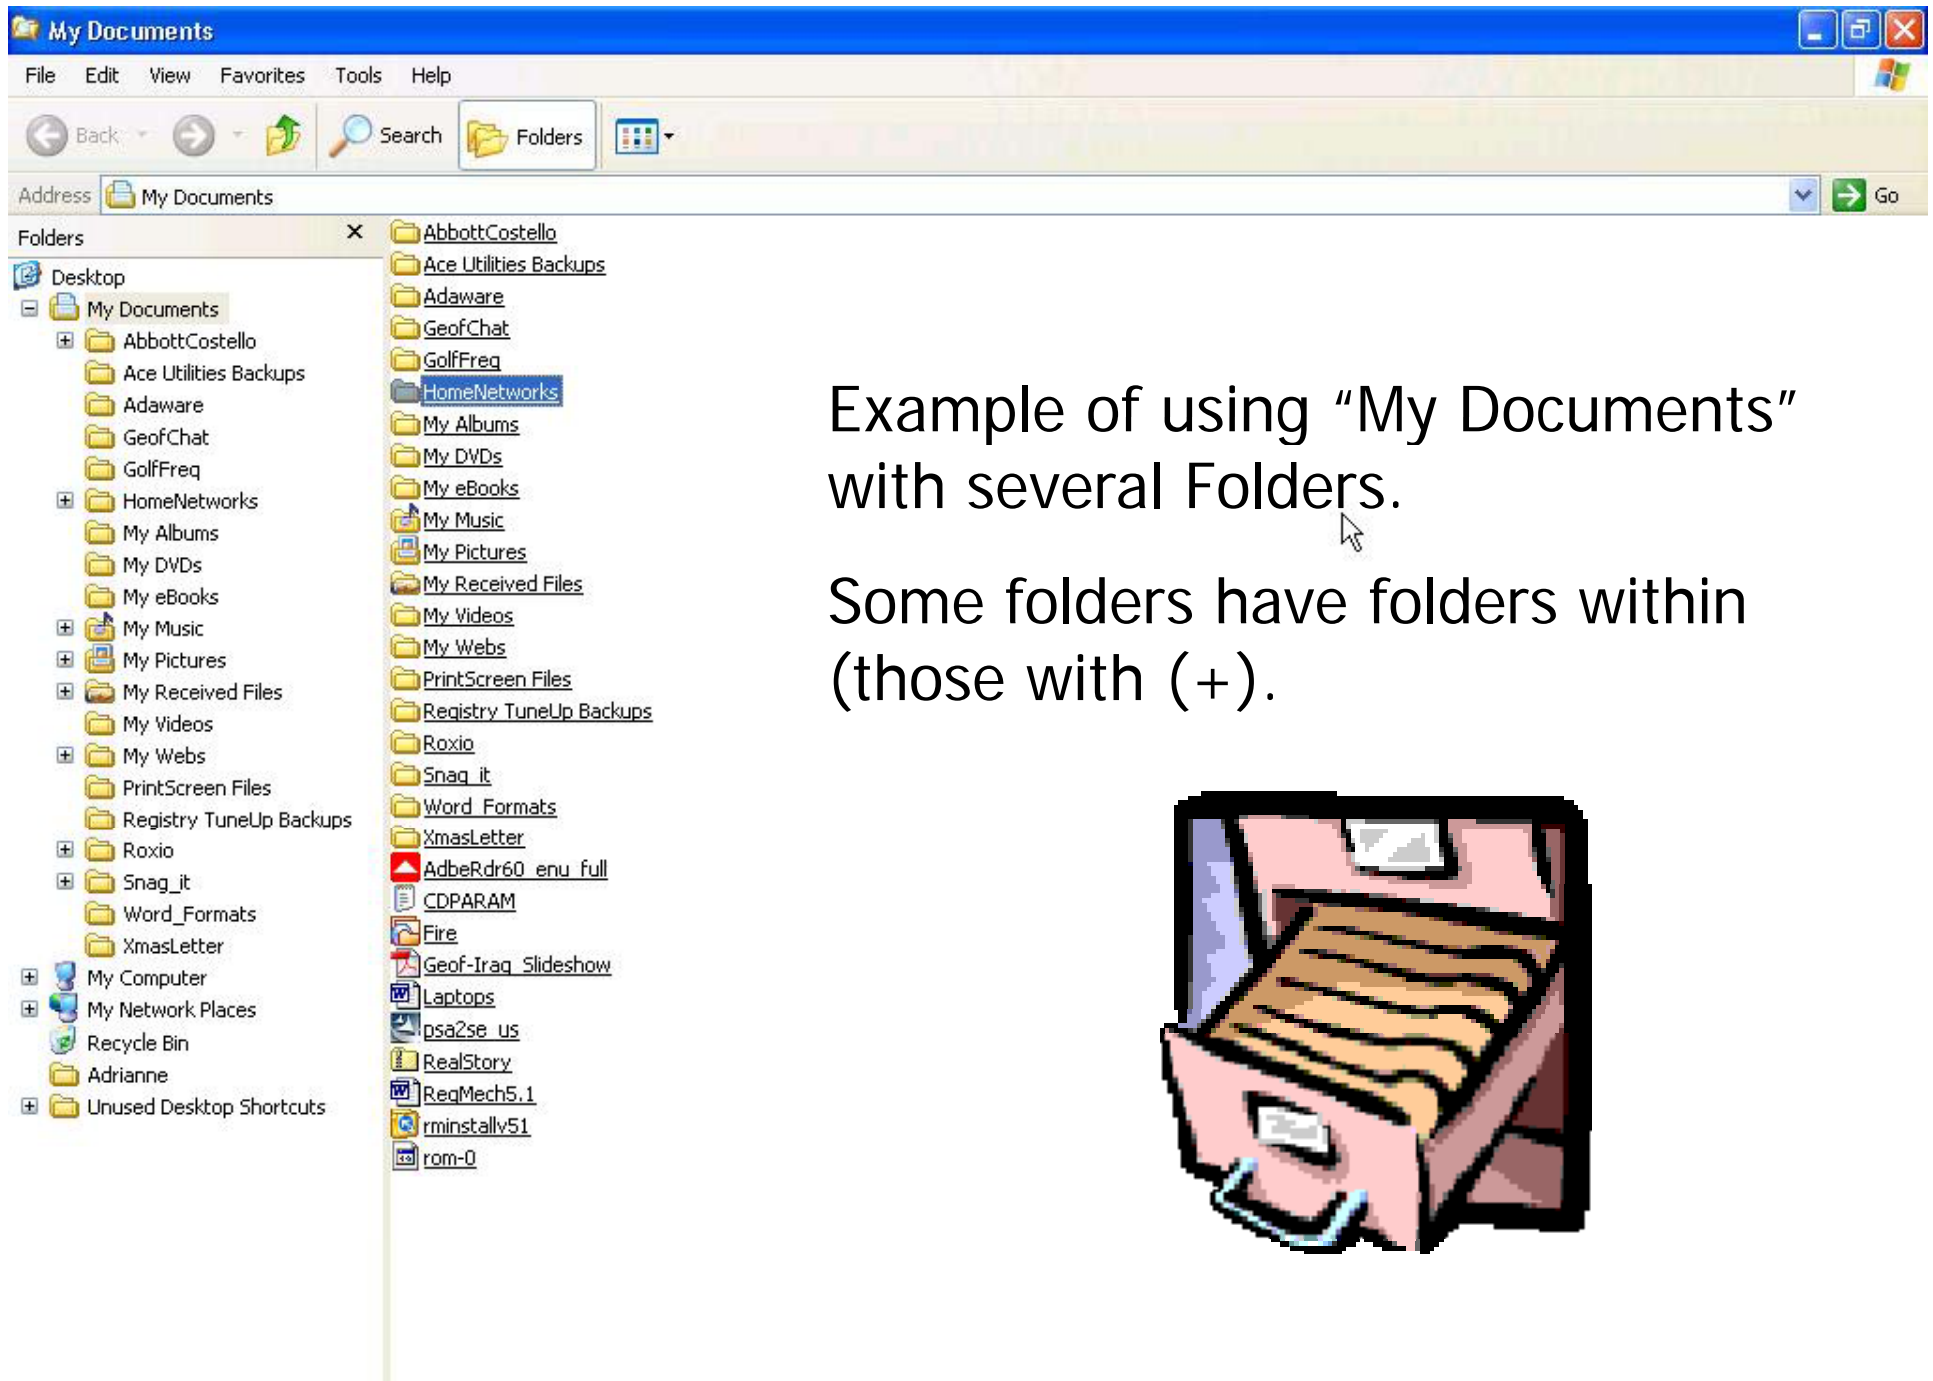 My Documents
File Edit View Favorites Tools Help
Back Search Folders
Address My Documents Go
Folders
Desktop
My Documents
AbbottCostello
Ace Utilities Backups
Adaware
GeofChat
GolfFreq
HomeNetworks
My Albums
My DVDs
My eBooks
My Music
My Pictures
My Received Files
My Videos
My Webs
PrintScreen Files
Registry TuneUp Backups
Roxio
Snag_it
Word_Formats
XmasLetter
My Computer
My Network Places
Recycle Bin
Adrianne
Unused Desktop Shortcuts
AbbottCostello
Ace Utilities Backups
Adaware
GeofChat
GolfFreq
HomeNetworks
My Albums
My DVDs
My eBooks
My Music
My Pictures
My Received Files
My Videos
My Webs
PrintScreen Files
Registry TuneUp Backups
Roxio
Snag_it
Word_Formats
XmasLetter
AdbeRdr60_enu_full
CDPARAM
Fire
Geof-Iraq_Slideshow
Laptops
psa2se_us
RealStory
RegMech5.1
rminstallv51
rom-0
Example of using “My Documents”
with several Folders.
Some folders have folders within
(those with (+).